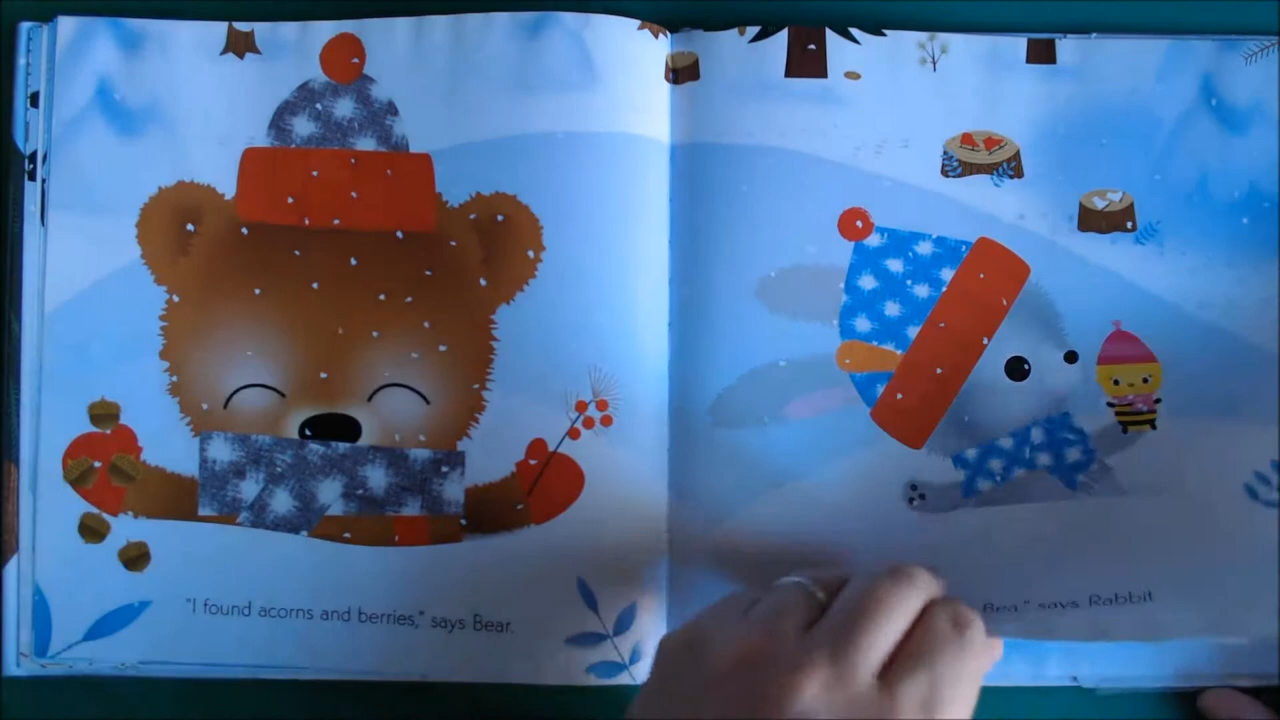 "I found acorns and berries," says Bear.
Bea," says Rabbit